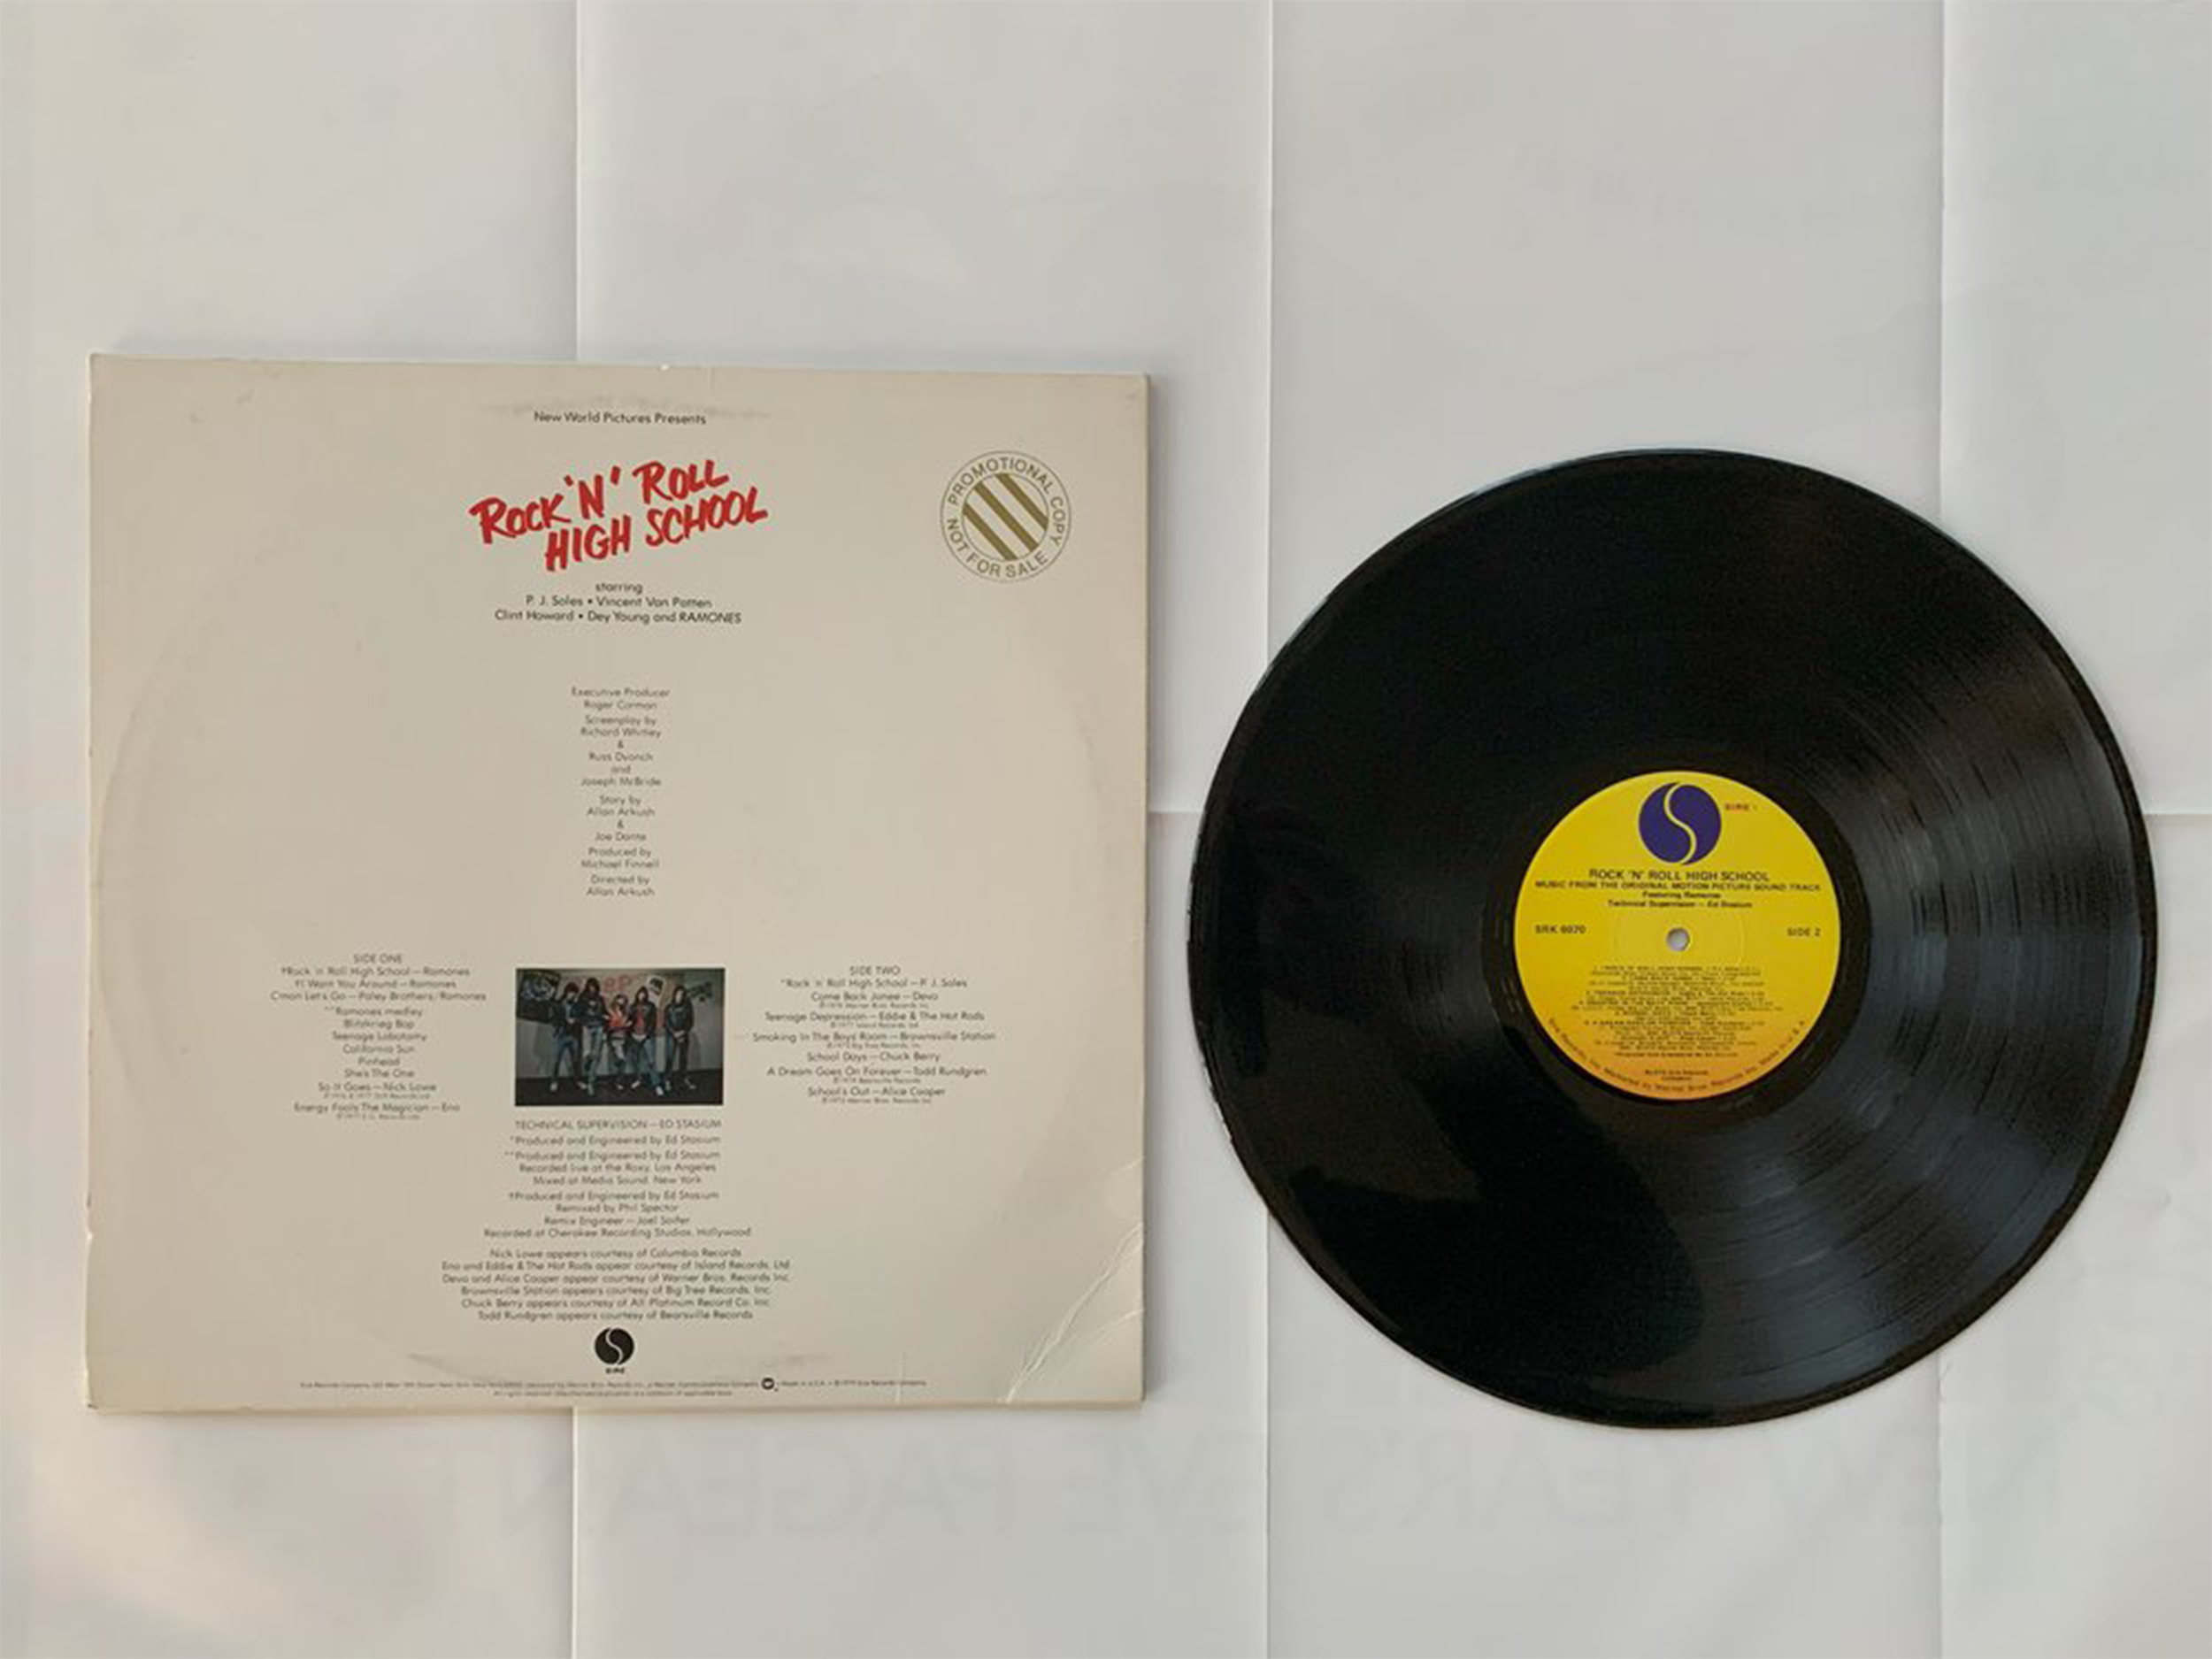 New World Pictures Presents
ROCK 'N' ROLL
HIGH SCHOOL
PROMOTIONAL COPY
NOT FOR SALE
starring
P. J. Soles • Vincent Van Patten
Clint Howard • Dey Young and RAMONES
Executive Producer
Roger Corman
Screenplay by
Richard Whitley
&
Russ Dvonch
and
Joseph McBride
Story by
Allan Arkush
&
Joe Dante
Produced by
Michael Finnell
Directed by
Allan Arkush
SIDE ONE
†Rock 'n' Roll High School — Ramones
†I Want You Around — Ramones
C'mon Let's Go — Paley Brothers/Ramones
**Ramones medley
Blitzkrieg Bop
Teenage Lobotomy
California Sun
Pinhead
She's The One
So It Goes — Nick Lowe
Energy Fools The Magician — Eno
SIDE TWO
*Rock 'n' Roll High School — P. J. Soles
Come Back Jonee — Devo
Teenage Depression — Eddie & The Hot Rods
Smoking In The Boys Room — Brownsville Station
School Days — Chuck Berry
A Dream Goes On Forever — Todd Rundgren
School's Out — Alice Cooper
TECHNICAL SUPERVISION — ED STASIUM
*Produced and Engineered by Ed Stasium
**Produced and Engineered by Ed Stasium
Recorded live at the Roxy, Los Angeles
Mixed at Media Sound, New York
†Produced and Engineered by Ed Stasium
Remixed by Phil Spector
Remix Engineer — Joel Soifer
Recorded at Cherokee Recording Studios, Hollywood
Nick Lowe appears courtesy of Columbia Records
Eno and Eddie & The Hot Rods appear courtesy of Island Records, Ltd.
Devo and Alice Cooper appear courtesy of Warner Bros. Records Inc.
Brownsville Station appears courtesy of Big Tree Records, Inc.
Chuck Berry appears courtesy of All Platinum Record Co. Inc.
Todd Rundgren appears courtesy of Bearsville Records
SIRE
SIRE
ROCK 'N' ROLL HIGH SCHOOL
MUSIC FROM THE ORIGINAL MOTION PICTURE SOUND TRACK
Featuring Ramones
Technical Supervision — Ed Stasium
SRK 6070
SIDE 2
NEW YEAR'S EVE PAGEANT